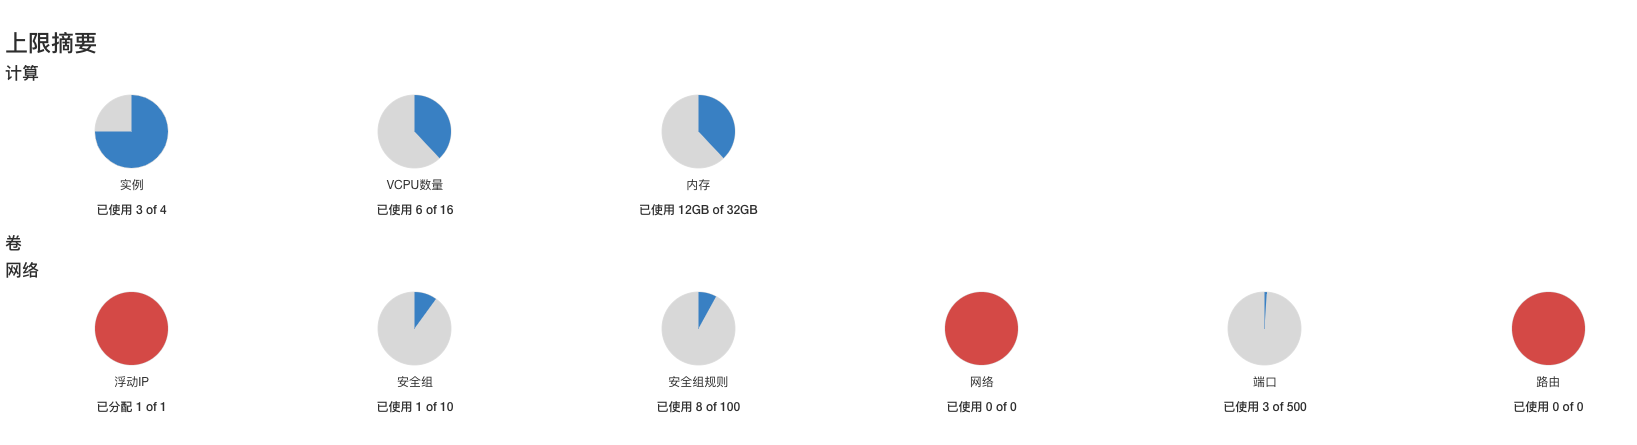 上限摘要
计算
实例
VCPU数量
内存
已使用 3 of 4
已使用 6 of 16
已使用 12GB of 32GB
卷
网络
浮动IP
安全组
安全组规则
网络
端口
路由
已分配 1 of 1
已使用 1 of 10
已使用 8 of 100
已使用 0 of 0
已使用 3 of 500
已使用 0 of 0